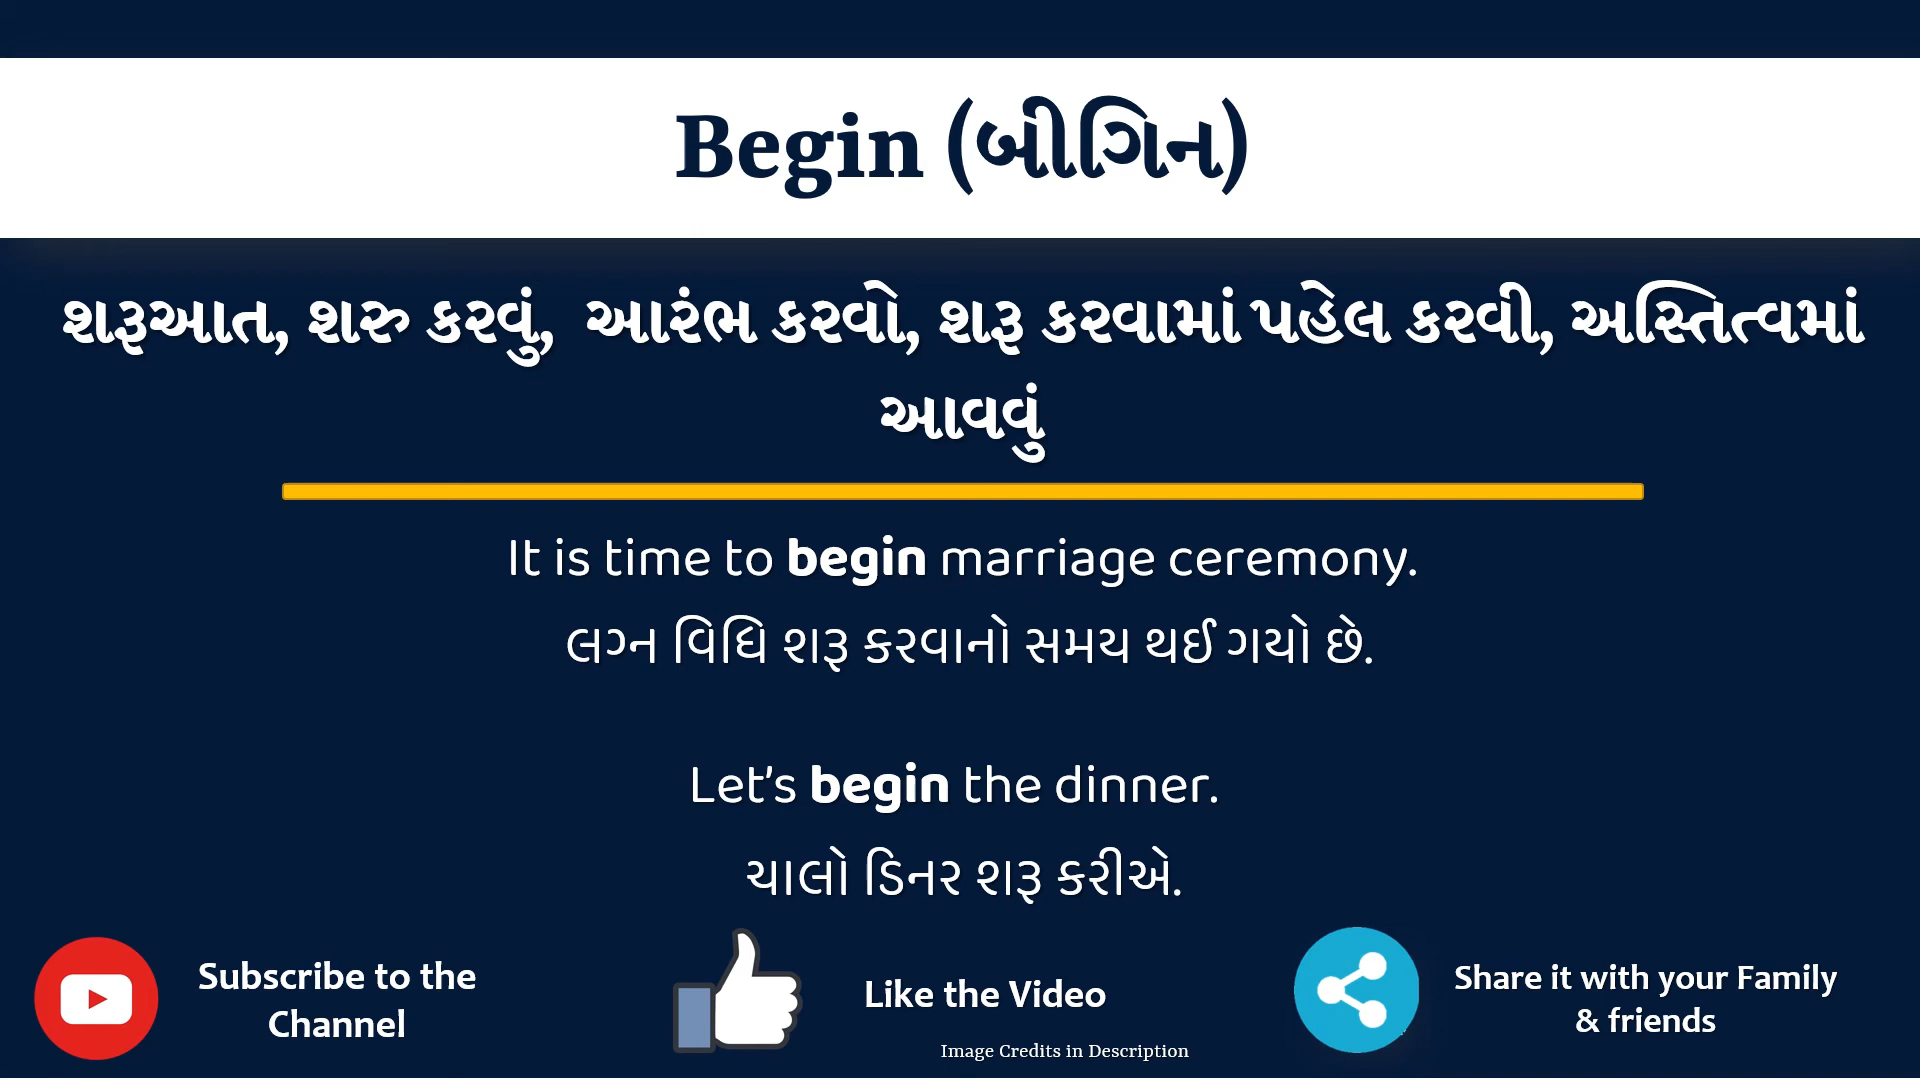 Begin (બીગિન)
શરૂઆત, શરુ કરવું, આરંભ કરવો, શરૂ કરવામાં પહેલ કરવી, અસ્તિત્વમાં
આવવું
It is time to begin marriage ceremony.
લગ્ન વિધિ શરૂ કરવાનો સમય થઈ ગયો છે.
Let's begin the dinner.
ચાલો ડિનર શરૂ કરીએ.
Subscribe to the
Channel
Like the Video
Share it with your Family
& friends
Image Credits in Description